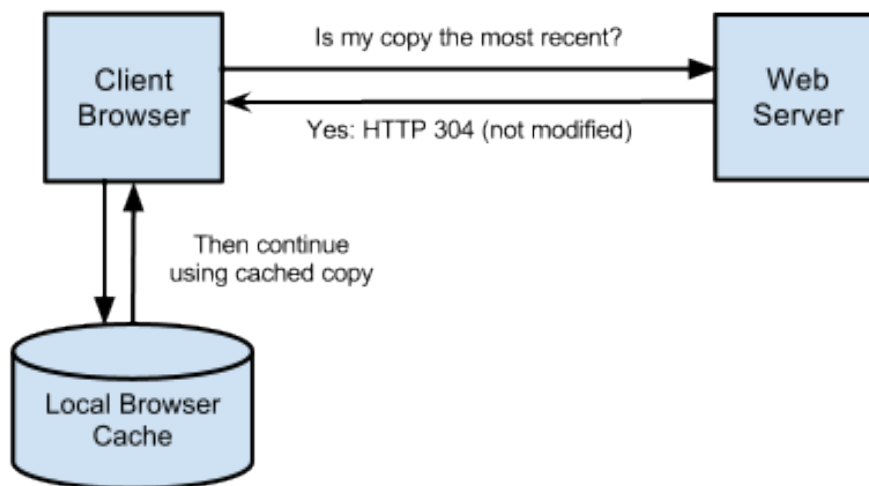 Is my copy the most recent?
Client
Browser
Web
Server
Yes: HTTP 304 (not modified)
Then continue
using cached copy
Local Browser
Cache